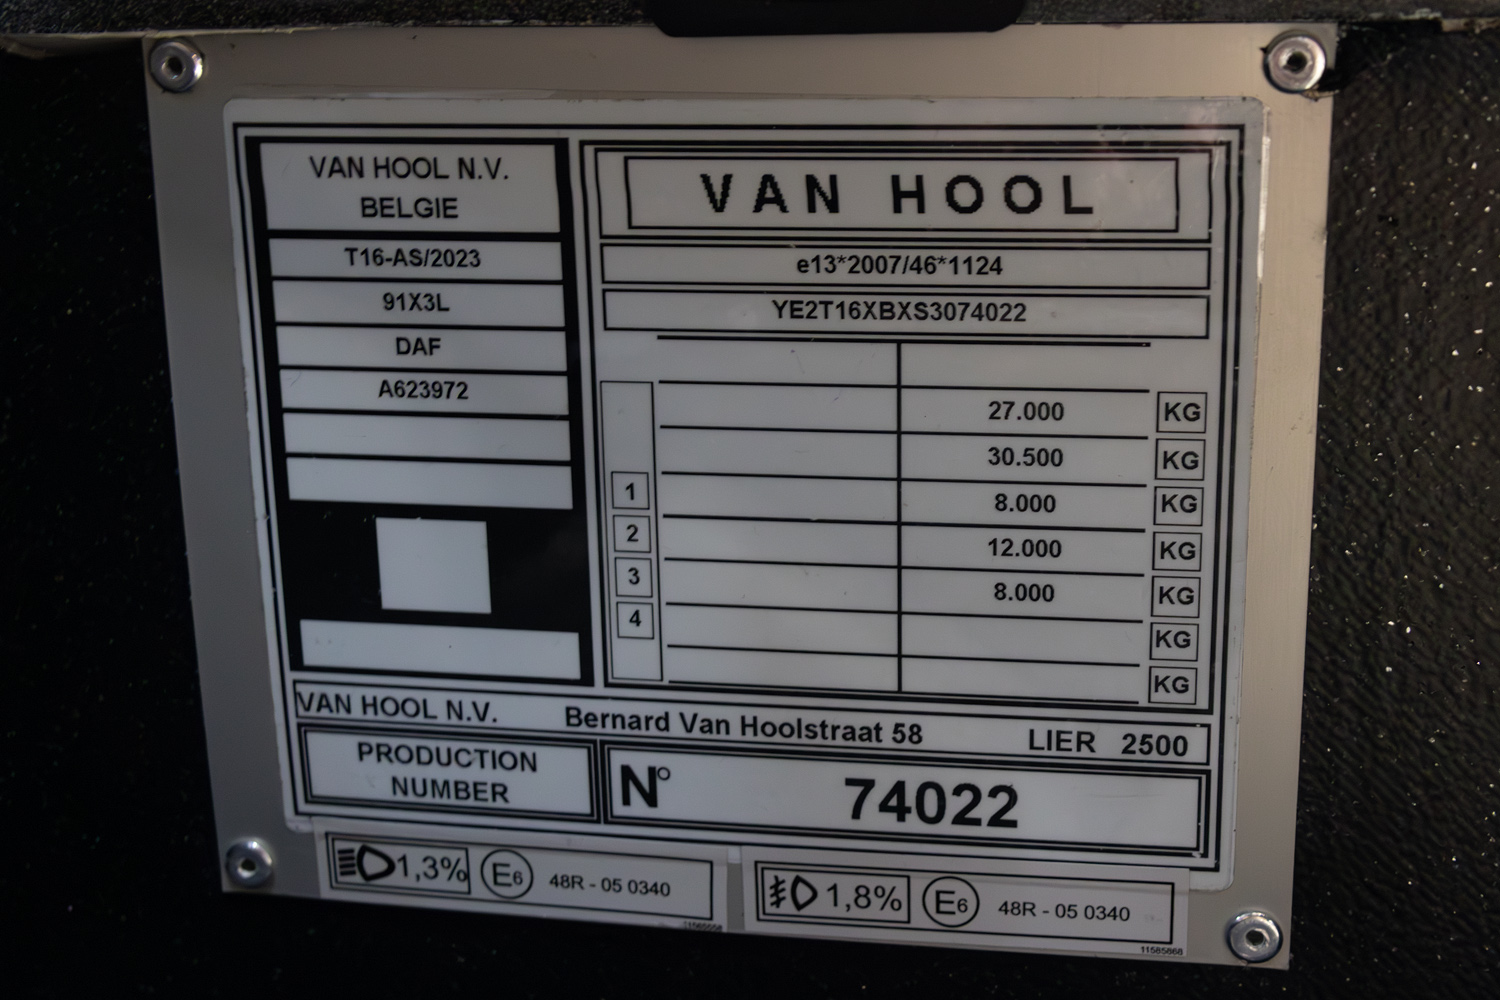 VAN HOOL N.V.
BELGIE
T16-AS/2023
91X3L
DAF
A623972
VAN HOOL
e13*2007/46*1124
YE2T16XBXS3074022
27.000 KG
30.500 KG
1 8.000 KG
2 12.000 KG
3 8.000 KG
4 KG
KG
VAN HOOL N.V. Bernard Van Hoolstraat 58 LIER 2500
PRODUCTION
NUMBER
N° 74022
1,3% E6 48R - 05 0340
1,8% E6 48R - 05 0340
11585868